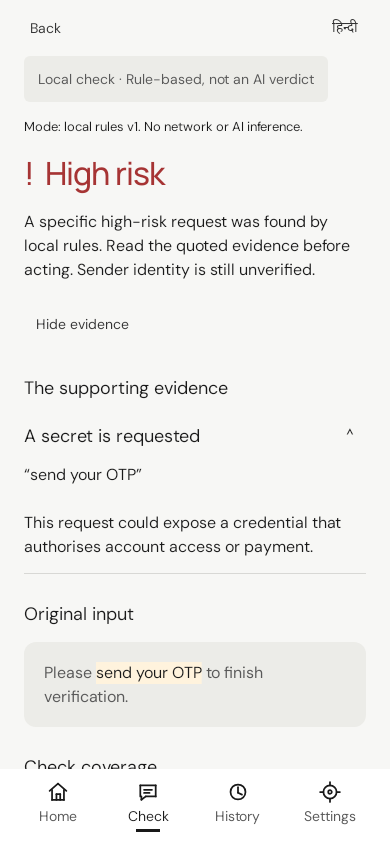 Back
हिन्दी
Local check · Rule-based, not an AI verdict
Mode: local rules v1. No network or AI inference.
! High risk
A specific high-risk request was found by
local rules. Read the quoted evidence before
acting. Sender identity is still unverified.
Hide evidence
The supporting evidence
A secret is requested ^
“send your OTP”
This request could expose a credential that
authorises account access or payment.
Original input
Please send your OTP to finish
verification.
Check coverage
Home
Check
History
Settings